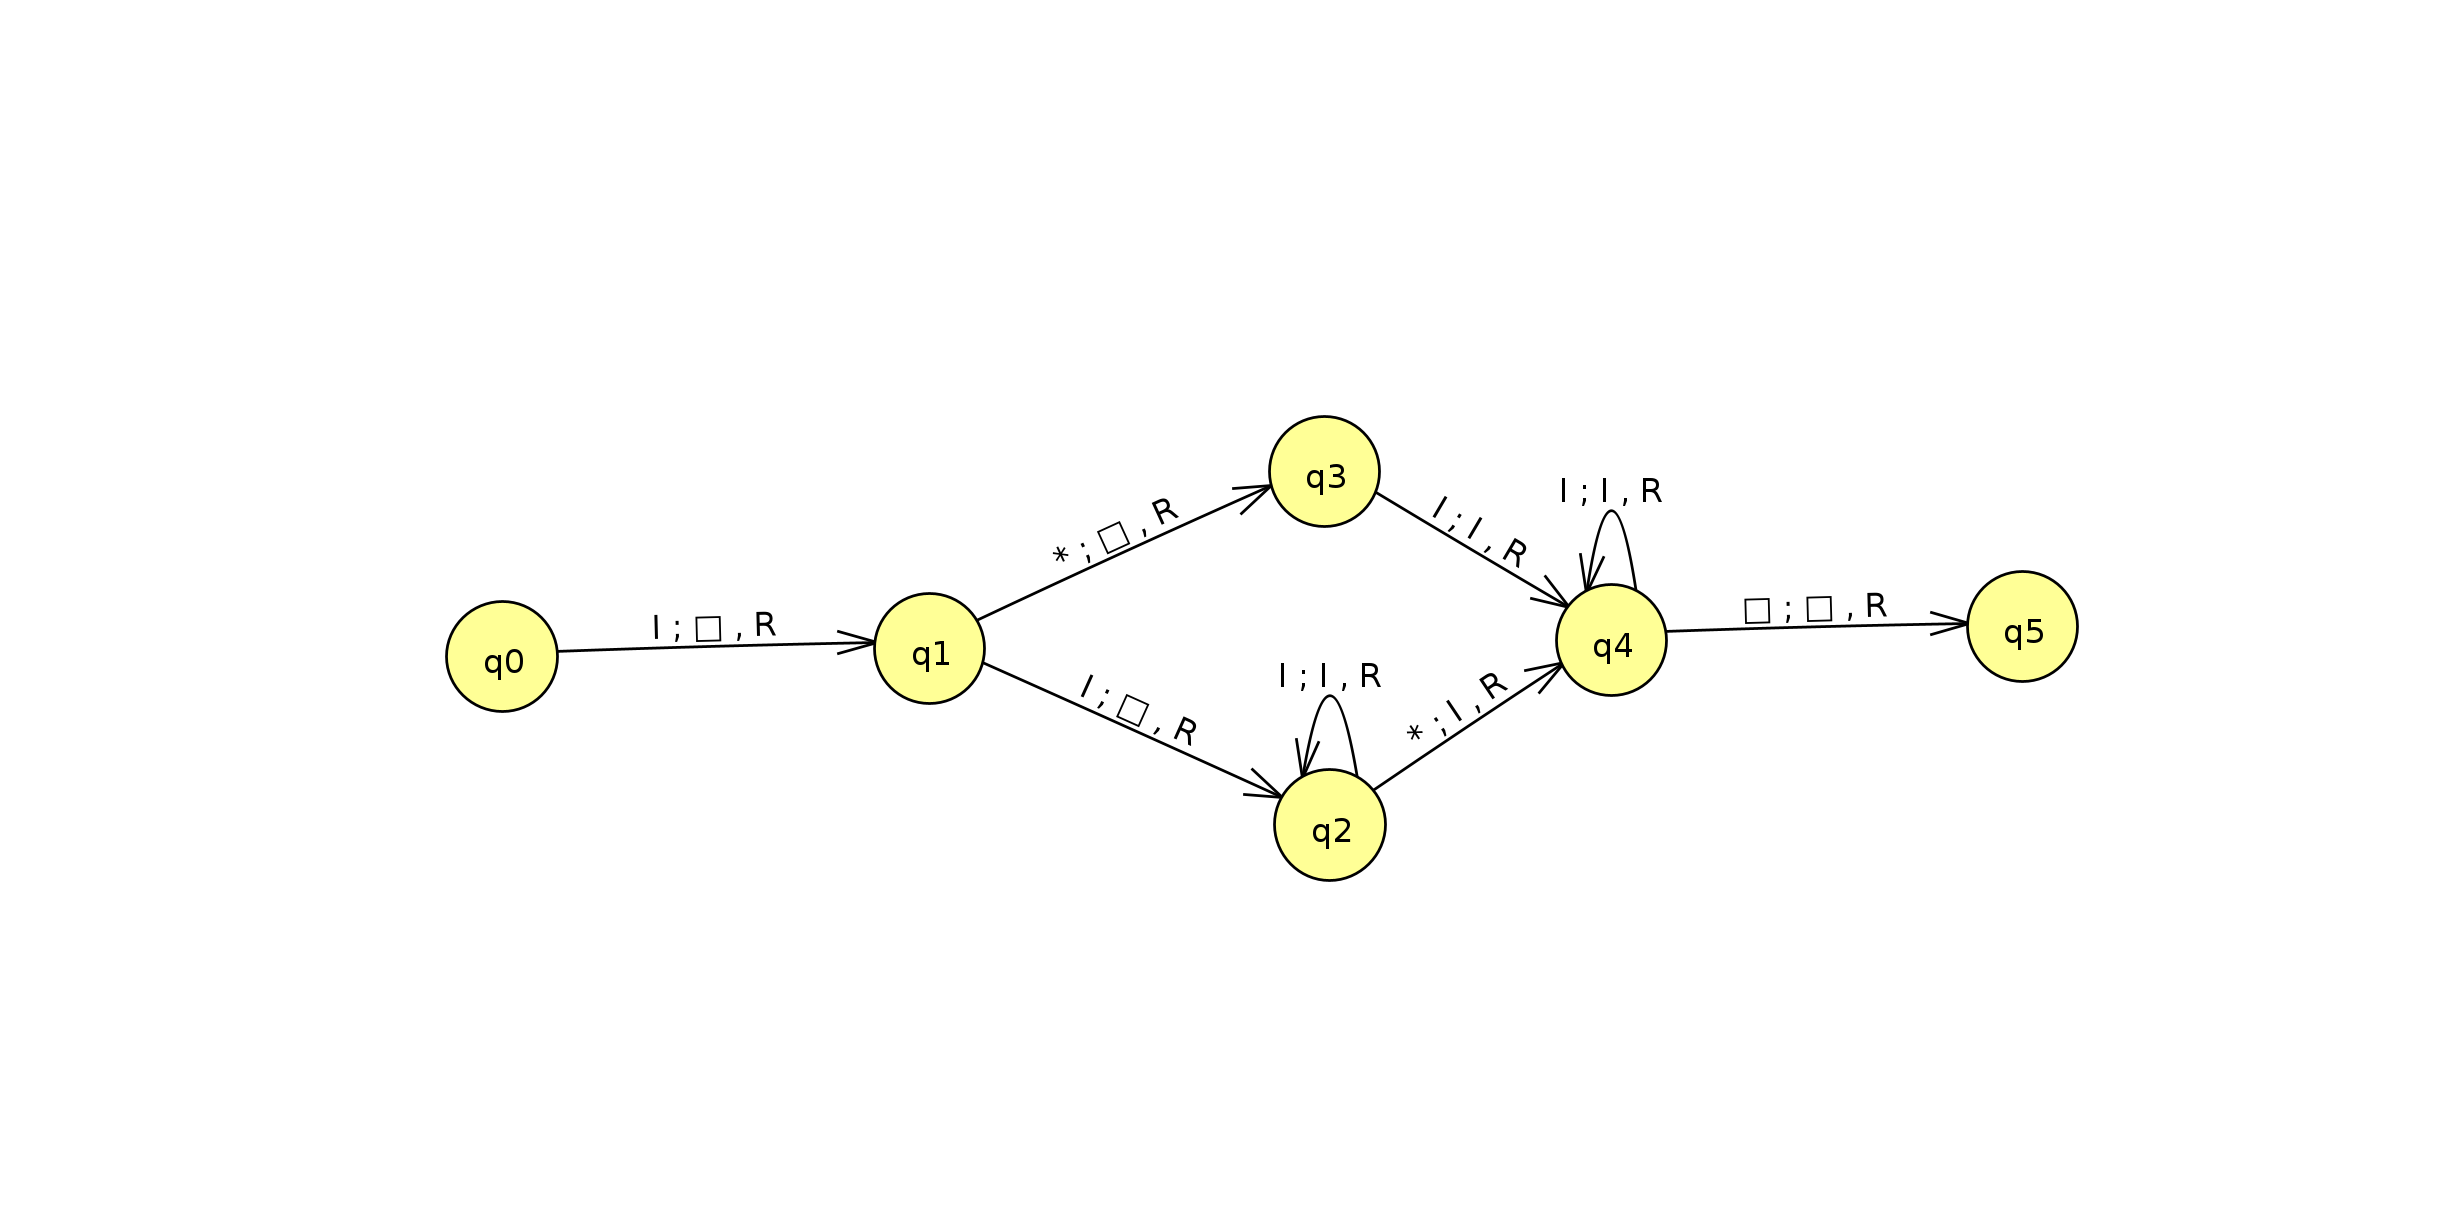 q0
I ; □ , R
q1
* ; □ , R
q3
I ; I , R
I ; □ , R
I ; I , R
q2
* ; I , R
I ; I , R
q4
□ ; □ , R
q5